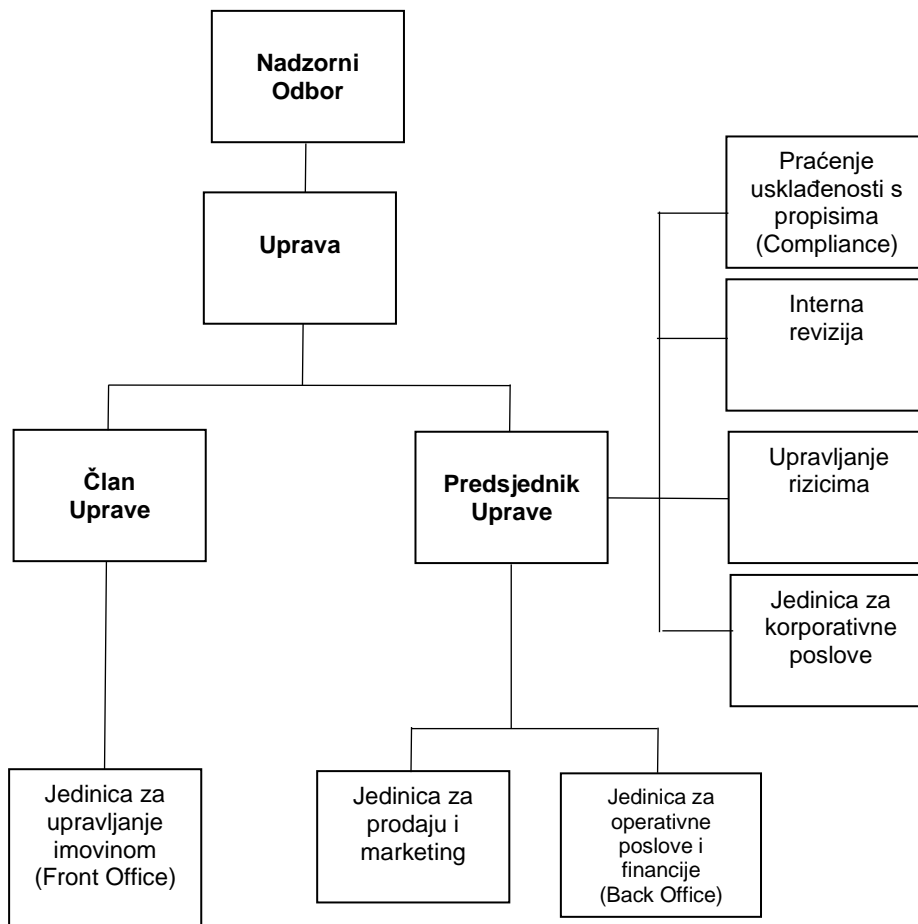 Nadzorni
Odbor
Uprava
Praćenje
usklađenosti s
propisima
(Compliance)
Interna
revizija
Član
Uprave
Predsjednik
Uprave
Upravljanje
rizicima
Jedinica za
korporativne
poslove
Jedinica za
upravljanje
imovinom
(Front Office)
Jedinica za
prodaju i
marketing
Jedinica za
operativne
poslove i
financije
(Back Office)